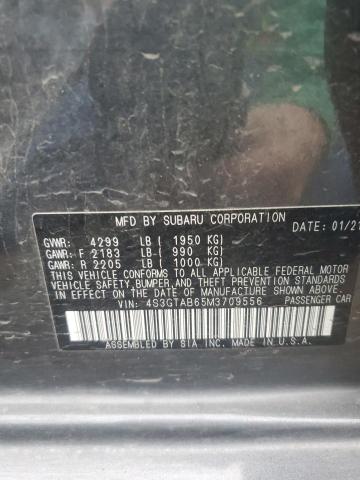 MFD BY SUBARU CORPORATION
DATE: 01/21
GVWR: 4299 LB ( 1950 KG)
GAWR: F 2183 LB ( 990 KG)
GAWR: R 2205 LB ( 1000 KG)
THIS VEHICLE CONFORMS TO ALL APPLICABLE FEDERAL MOTOR
VEHICLE SAFETY, BUMPER, AND THEFT PREVENTION STANDARDS
IN EFFECT ON THE DATE OF MANUFACTURE SHOWN ABOVE.
VIN: 4S3GTAB65M3709556 PASSENGER CAR
ASSEMBLED BY SIA INC. MADE IN U.S.A.